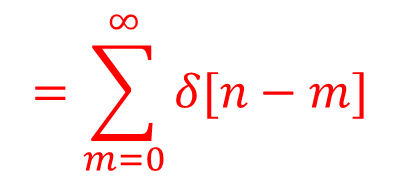 = ∑_{m=0}^{∞} δ[n − m]